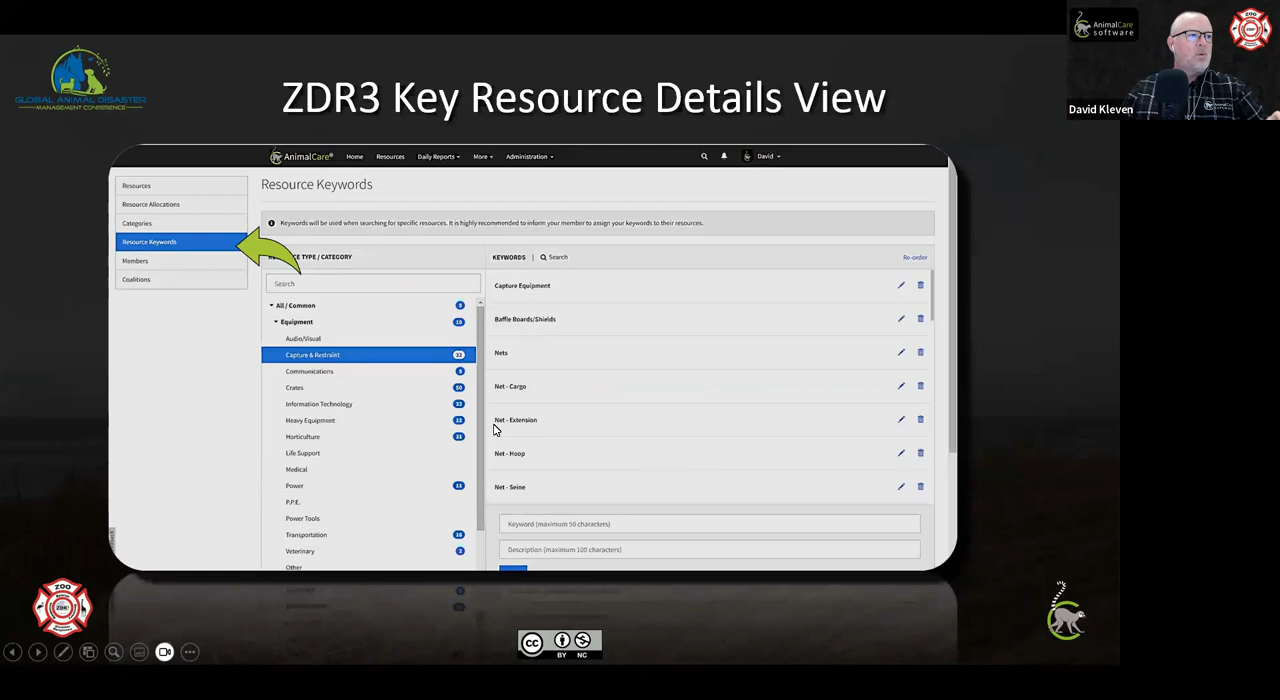 AnimalCare
software
David Kleven
GLOBAL ANIMAL DISASTER
MANAGEMENT CONFERENCE
ZDR3 Key Resource Details View
AnimalCare®
Home
Resources
Daily Reports
More
Administration
David
Resources
Resource Allocations
Categories
Resource Keywords
Members
Coalitions
Resource Keywords
Keywords will be used when searching for specific resources. It is highly recommended to inform your member to assign your keywords to their resources.
TYPE / CATEGORY
Search
All / Common 8
Equipment 19
Audio/Visual
Capture & Restraint 32
Communications 8
Crates 50
Information Technology 32
Heavy Equipment 12
Horticulture 21
Life Support
Medical
Power 11
P.P.E.
Power Tools
Transportation 16
Veterinary 2
Other
KEYWORDS | Search
Re-order
Capture Equipment
Baffle Boards/Shields
Nets
Net - Cargo
Net - Extension
Net - Hoop
Net - Seine
Keyword (maximum 50 characters)
Description (maximum 100 characters)
ZOO
ZDR3
CC
BY NC